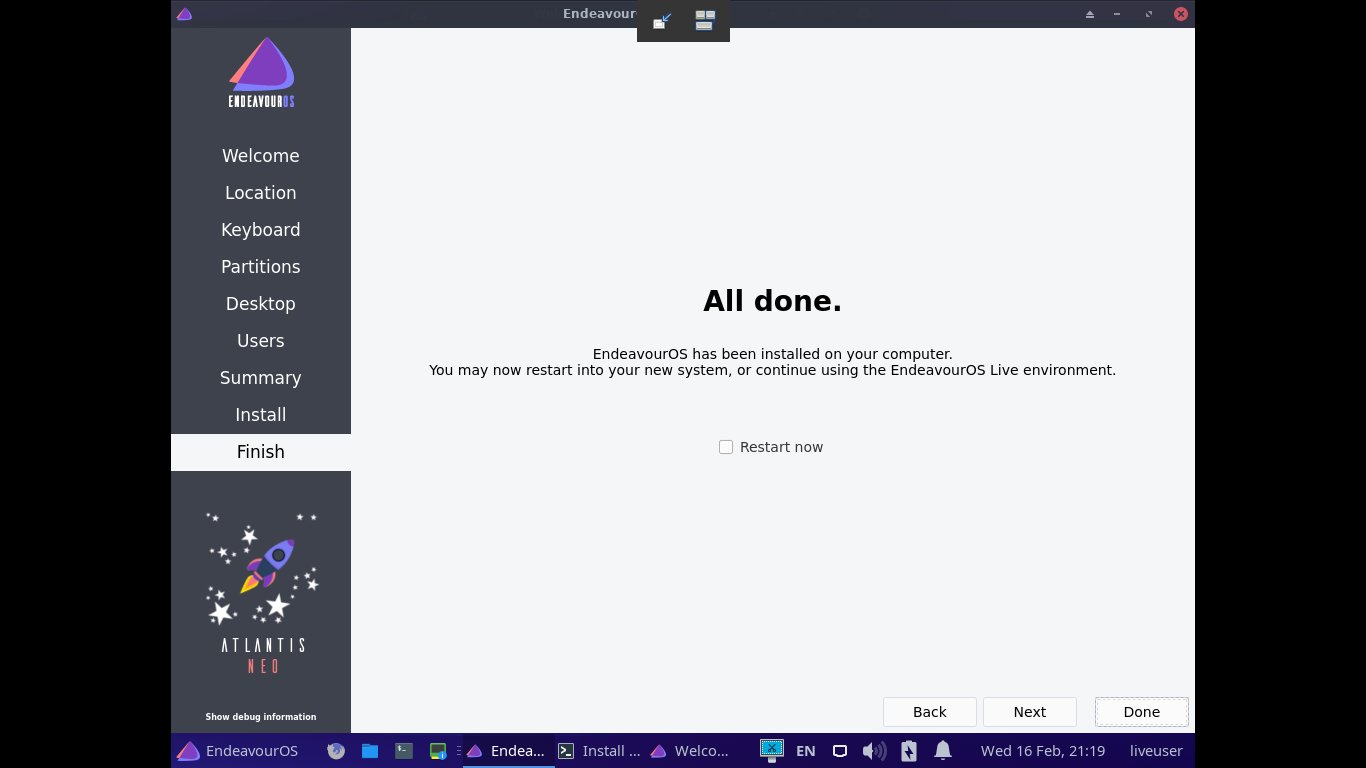 Endeavour
ENDEAVOUROS
Welcome
Location
Keyboard
Partitions
Desktop
Users
Summary
Install
Finish
ATLANTIS
NEO
Show debug information
All done.
EndeavourOS has been installed on your computer.
You may now restart into your new system, or continue using the EndeavourOS Live environment.
Restart now
Back
Next
Done
EndeavourOS
Endea...
Install ...
Welco...
EN
Wed 16 Feb, 21:19
liveuser